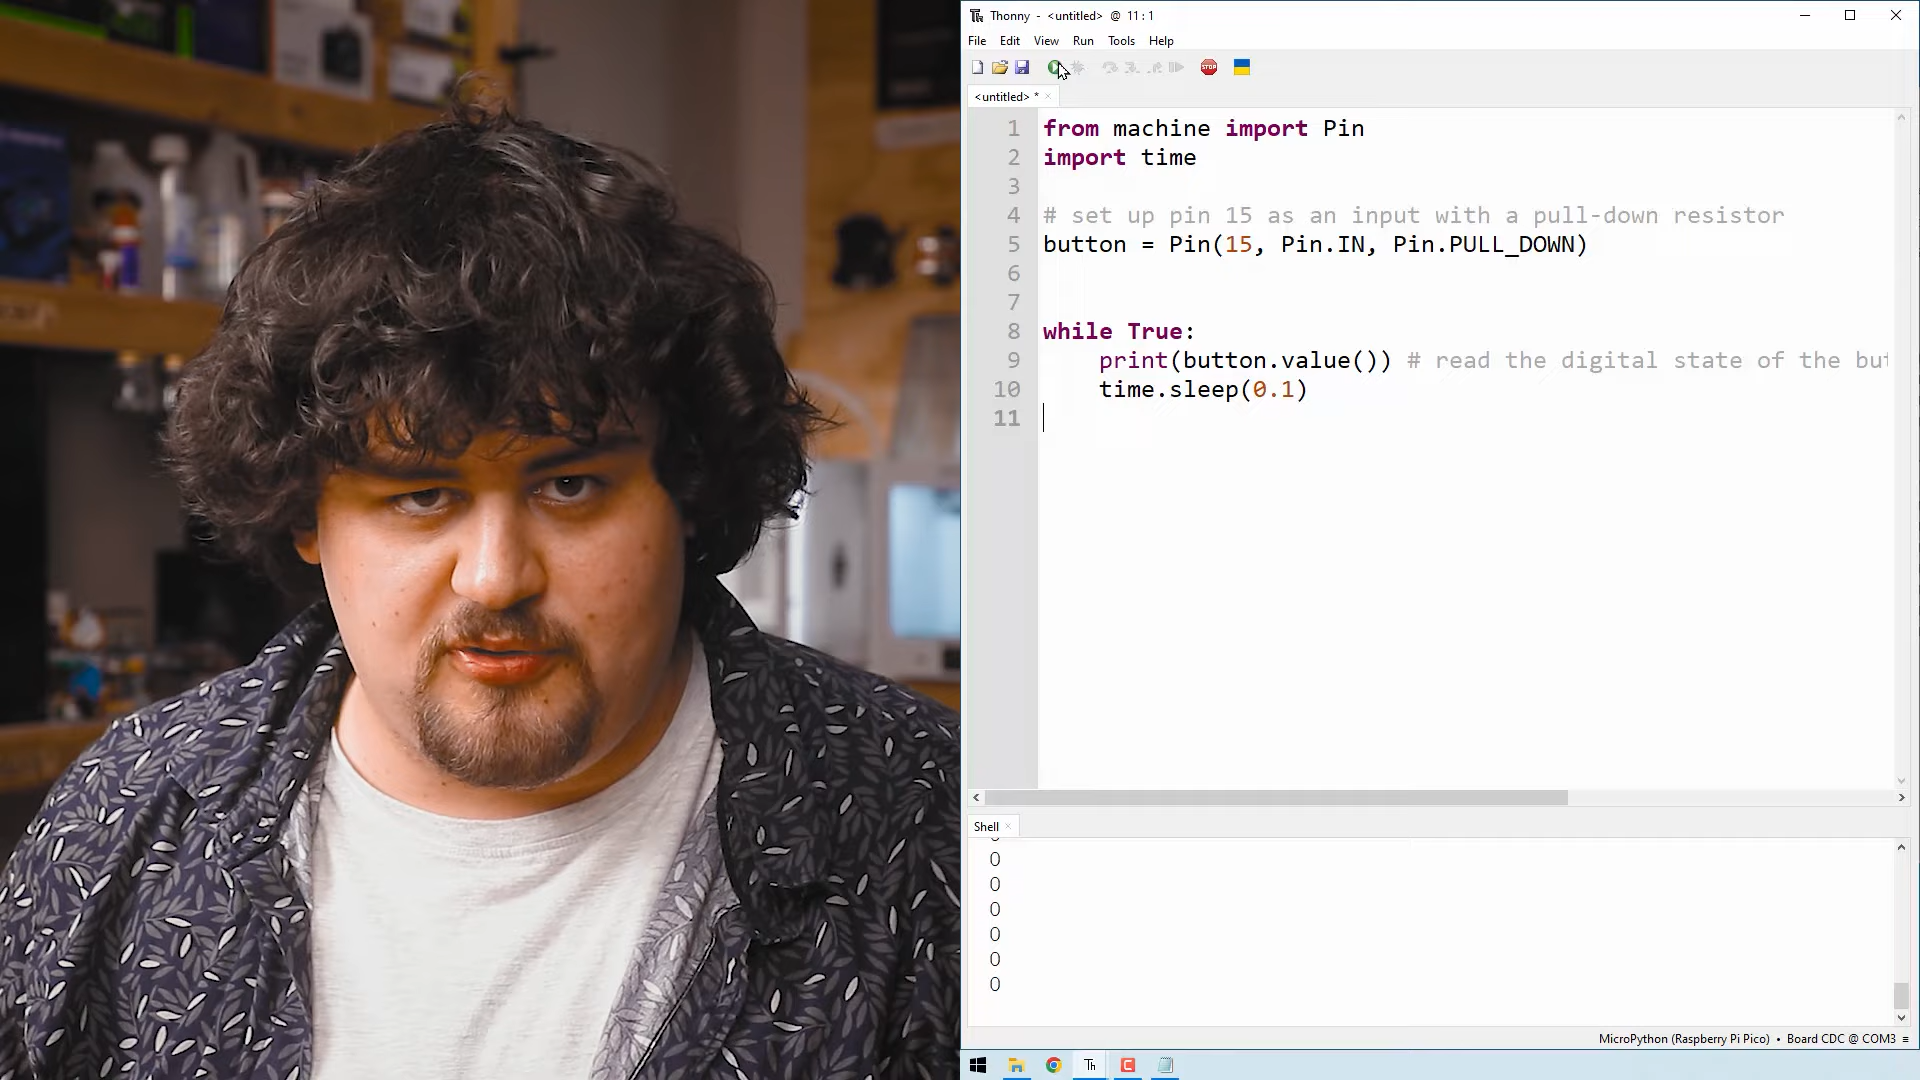 Thonny - <untitled> @ 11 : 1
File Edit View Run Tools Help
STOP
<untitled> *
1 from machine import Pin
2 import time
3
4 # set up pin 15 as an input with a pull-down resistor
5 button = Pin(15, Pin.IN, Pin.PULL_DOWN)
6
7
8 while True:
9 print(button.value()) # read the digital state of the but
10 time.sleep(0.1)
11
Shell
0
0
0
0
0
0
MicroPython (Raspberry Pi Pico) • Board CDC @ COM3
Th